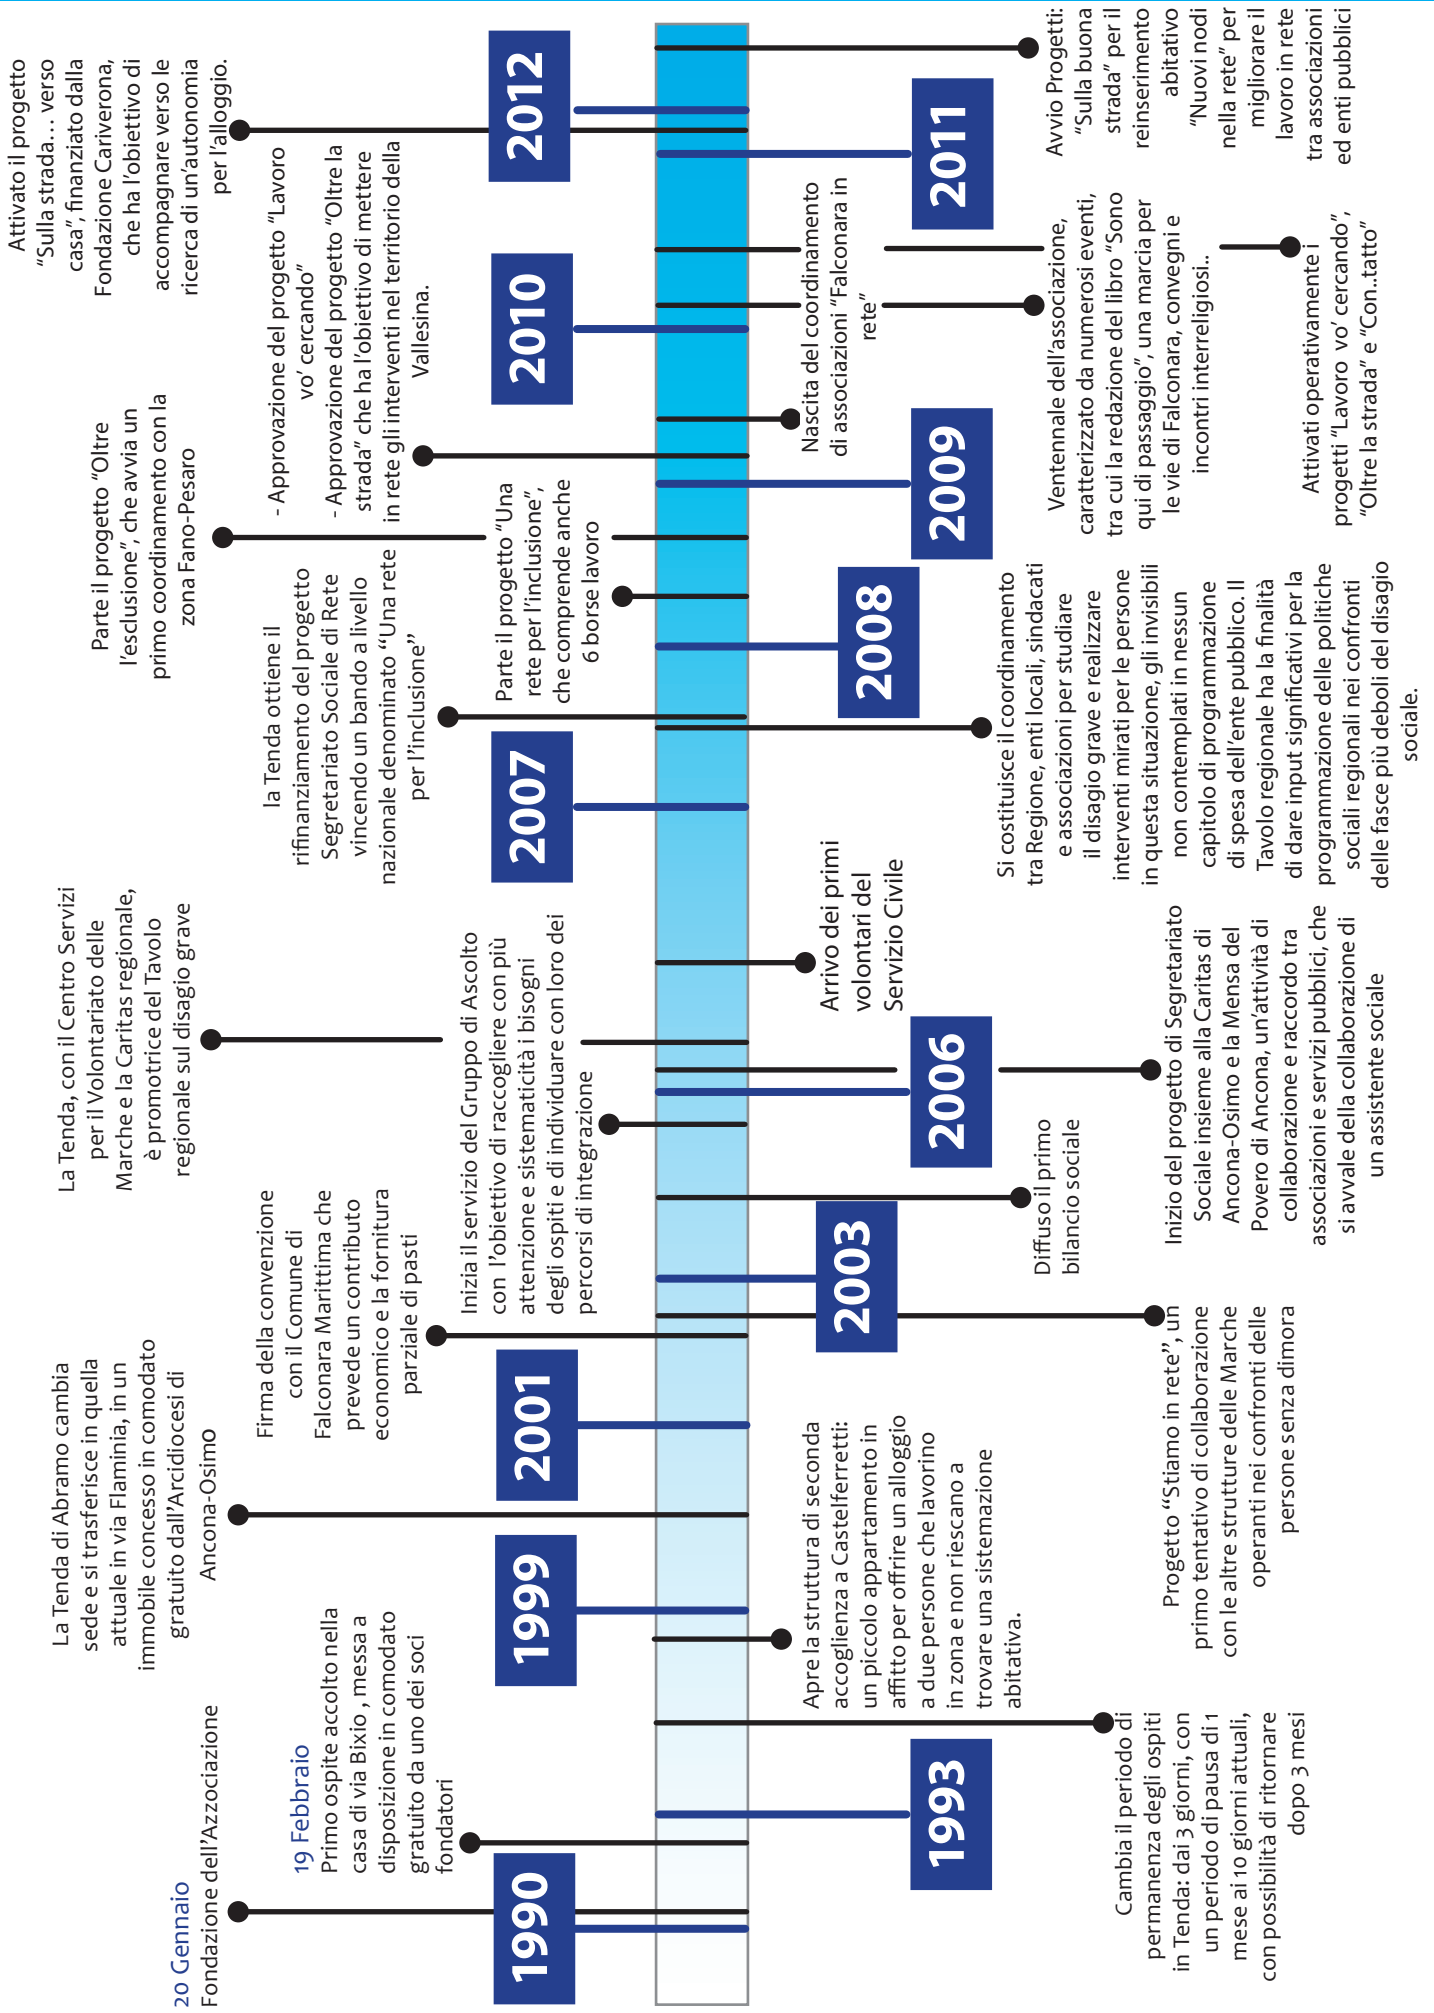 20 Gennaio
Fondazione dell'Azzociazione
1990
19 Febbraio
Primo ospite accolto nella
casa di via Bixio , messa a
disposizione in comodato
gratuito da uno dei soci
fondatori
1993
Cambia il periodo di
permanenza degli ospiti
in Tenda: dai 3 giorni, con
un periodo di pausa di 1
mese ai 10 giorni attuali,
con possibilità di ritornare
dopo 3 mesi
Apre la struttura di seconda
accoglienza a Castelferretti:
un piccolo appartamento in
affitto per offrire un alloggio
a due persone che lavorino
in zona e non riescano a
trovare una sistemazione
abitativa.
1999
La Tenda di Abramo cambia
sede e si trasferisce in quella
attuale in via Flaminia, in un
immobile concesso in comodato
gratuito dall'Arcidiocesi di
Ancona-Osimo
2001
Firma della convenzione
con il Comune di
Falconara Marittima che
prevede un contributo
economico e la fornitura
parziale di pasti
Progetto “Stiamo in rete”, un
primo tentativo di collaborazione
con le altre strutture delle Marche
operanti nei confronti delle
persone senza dimora
2003
Diffuso il primo
bilancio sociale
Inizia il servizio del Gruppo di Ascolto
con l'obiettivo di raccogliere con più
attenzione e sistematicità i bisogni
degli ospiti e di individuare con loro dei
percorsi di integrazione
2006
Inizio del progetto di Segretariato
Sociale insieme alla Caritas di
Ancona-Osimo e la Mensa del
Povero di Ancona, un'attività di
collaborazione e raccordo tra
associazioni e servizi pubblici, che
si avvale della collaborazione di
un assistente sociale
La Tenda, con il Centro Servizi
per il Volontariato delle
Marche e la Caritas regionale,
è promotrice del Tavolo
regionale sul disagio grave
Arrivo dei primi
volontari del
Servizio Civile
2007
Si costituisce il coordinamento
tra Regione, enti locali, sindacati
e associazioni per studiare
il disagio grave e realizzare
interventi mirati per le persone
in questa situazione, gli invisibili
non contemplati in nessun
capitolo di programmazione
di spesa dell'ente pubblico. Il
Tavolo regionale ha la finalità
di dare input significativi per la
programmazione delle politiche
sociali regionali nei confronti
delle fasce più deboli del disagio
sociale.
la Tenda ottiene il
rifinanziamento del progetto
Segretariato Sociale di Rete
vincendo un bando a livello
nazionale denominato “Una rete
per l'inclusione”
2008
Parte il progetto “Una
rete per l'inclusione”,
che comprende anche
6 borse lavoro
Parte il progetto “Oltre
l'esclusione”, che avvia un
primo coordinamento con la
zona Fano-Pesaro
2009
- Approvazione del progetto “Lavoro
vo' cercando”
- Approvazione del progetto “Oltre la
strada” che ha l'obiettivo di mettere
in rete gli interventi nel territorio della
Vallesina.
Nascita del coordinamento
di associazioni “Falconara in
rete”
2010
Ventennale dell'associazione,
caratterizzato da numerosi eventi,
tra cui la redazione del libro “Sono
qui di passaggio”, una marcia per
le vie di Falconara, convegni e
incontri interreligiosi..
Attivati operativamente i
progetti “Lavoro vo' cercando”,
“Oltre la strada” e “Con..tatto”
2011
Attivato il progetto
“Sulla strada… verso
casa”, finanziato dalla
Fondazione Cariverona,
che ha l'obiettivo di
accompagnare verso le
ricerca di un'autonomia
per l'alloggio.
2012
Avvio Progetti:
“Sulla buona
strada” per il
reinserimento
abitativo
“Nuovi nodi
nella rete” per
migliorare il
lavoro in rete
tra associazioni
ed enti pubblici